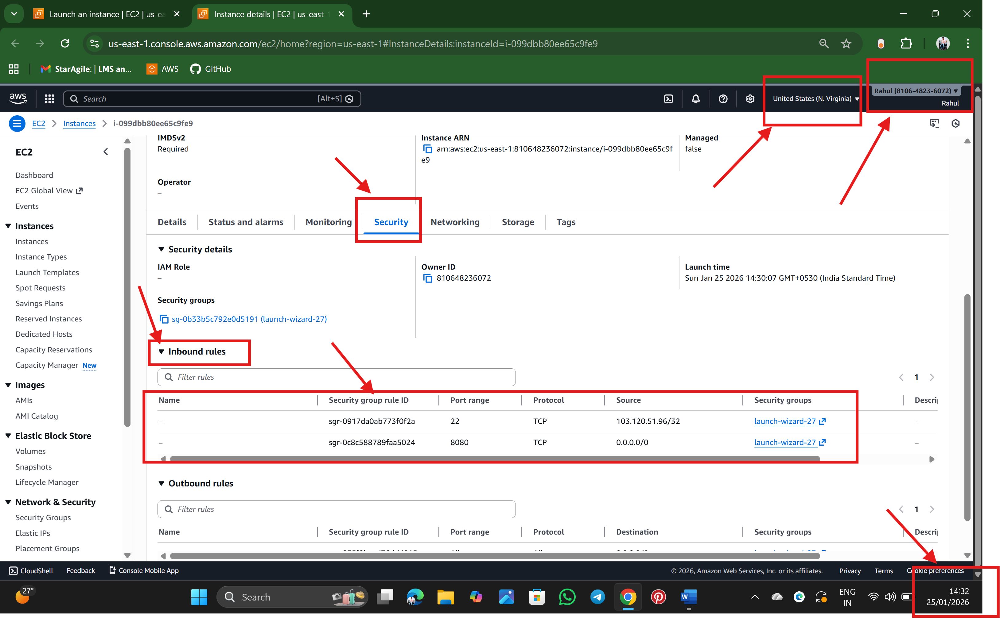 Launch an instance | EC2 | us-ea
Instance details | EC2 | us-east-1
us-east-1.console.aws.amazon.com/ec2/home?region=us-east-1#InstanceDetails:instanceId=i-099dbb80ee65c9fe9
StarAgile: | LMS an...
AWS
GitHub
aws
Search
[Alt+S]
United States (N. Virginia)
Rahul (8106-4823-6072)
Rahul
EC2
Instances
i-099dbb80ee65c9fe9
EC2
Dashboard
EC2 Global View
Events
Instances
Instances
Instance Types
Launch Templates
Spot Requests
Savings Plans
Reserved Instances
Dedicated Hosts
Capacity Reservations
Capacity Manager New
Images
AMIs
AMI Catalog
Elastic Block Store
Volumes
Snapshots
Lifecycle Manager
Network & Security
Security Groups
Elastic IPs
Placement Groups
IMDSv2
Required
Instance ARN
arn:aws:ec2:us-east-1:810648236072:instance/i-099dbb80ee65c9f
e9
Managed
false
Operator
–
Details
Status and alarms
Monitoring
Security
Networking
Storage
Tags
Security details
IAM Role
–
Owner ID
810648236072
Launch time
Sun Jan 25 2026 14:30:07 GMT+0530 (India Standard Time)
Security groups
sg-0b33b5c792e0d5191 (launch-wizard-27)
Inbound rules
Filter rules
1
Name Security group rule ID Port range Protocol Source Security groups Descri
– sgr-0917da0ab773f0f2a 22 TCP 103.120.51.96/32 launch-wizard-27 –
– sgr-0c8c588789faa5024 8080 TCP 0.0.0.0/0 launch-wizard-27 –
Outbound rules
Filter rules
1
Name Security group rule ID Port range Protocol Destination Security groups Descri
CloudShell
Feedback
Console Mobile App
© 2026, Amazon Web Services, Inc. or its affiliates.
Privacy
Terms
Cookie preferences
27°
Search
ENG
IN
14:32
25/01/2026